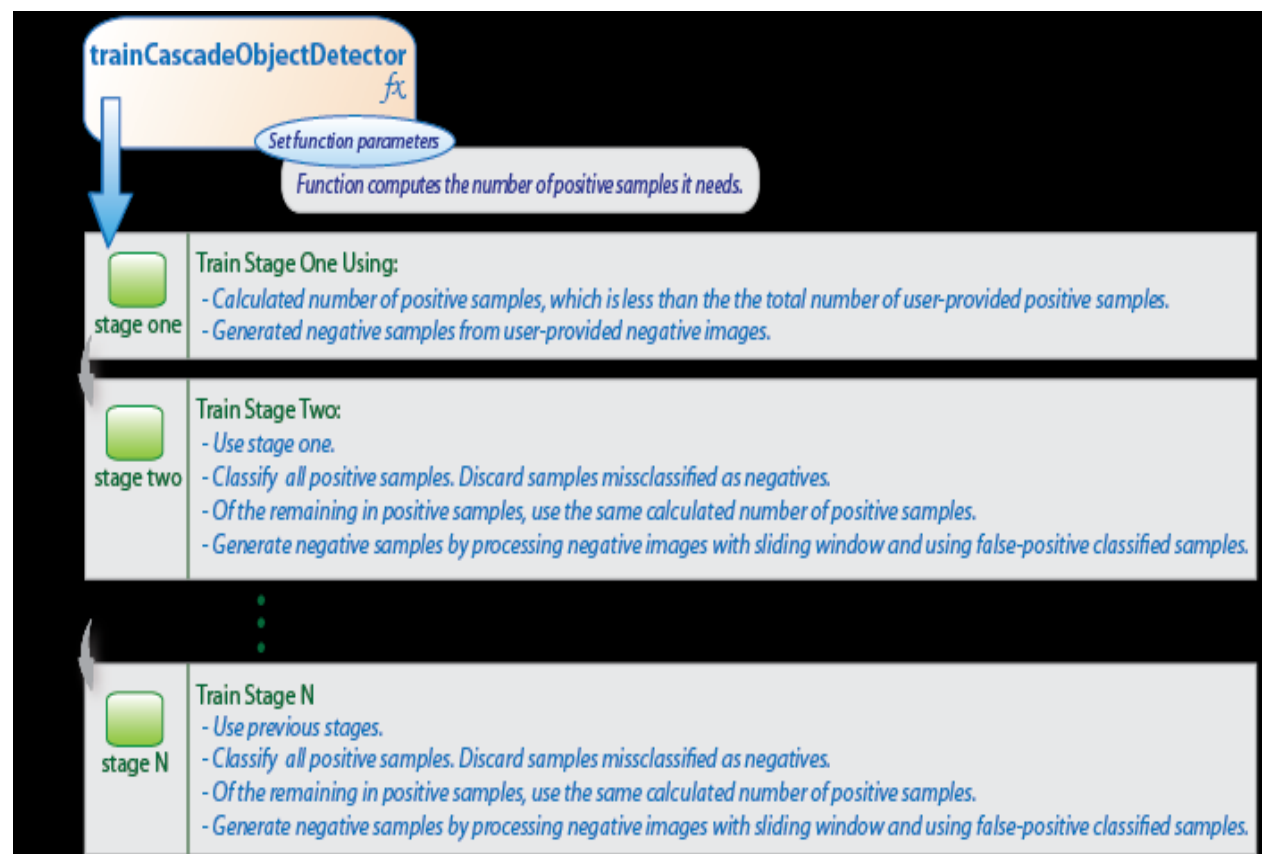 trainCascadeObjectDetector
fx
Set function parameters
Function computes the number of positive samples it needs.
Train Stage One Using:
- Calculated number of positive samples, which is less than the the total number of user-provided positive samples.
- Generated negative samples from user-provided negative images.
stage one
Train Stage Two:
- Use stage one.
- Classify all positive samples. Discard samples missclassified as negatives.
- Of the remaining in positive samples, use the same calculated number of positive samples.
- Generate negative samples by processing negative images with sliding window and using false-positive classified samples.
stage two
Train Stage N
- Use previous stages.
- Classify all positive samples. Discard samples missclassified as negatives.
- Of the remaining in positive samples, use the same calculated number of positive samples.
- Generate negative samples by processing negative images with sliding window and using false-positive classified samples.
stage N